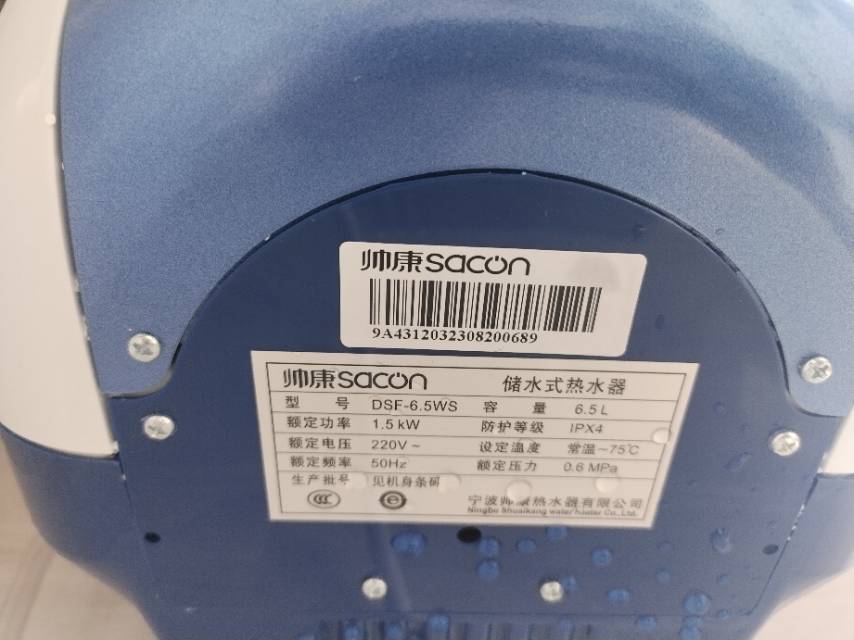 帅康sacon
9A4312032308200689
帅康sacon 储水式热水器
型 号 DSF-6.5WS 容 量 6.5L
额定功率 1.5kW 防护等级 IPX4
额定电压 220V~ 设定温度 常温~75℃
额定频率 50Hz 额定压力 0.6MPa
生产批号 见机身条码
CCC e 宁波帅康热水器有限公司
Ningbo Shuaikang water heater Co.,Ltd.